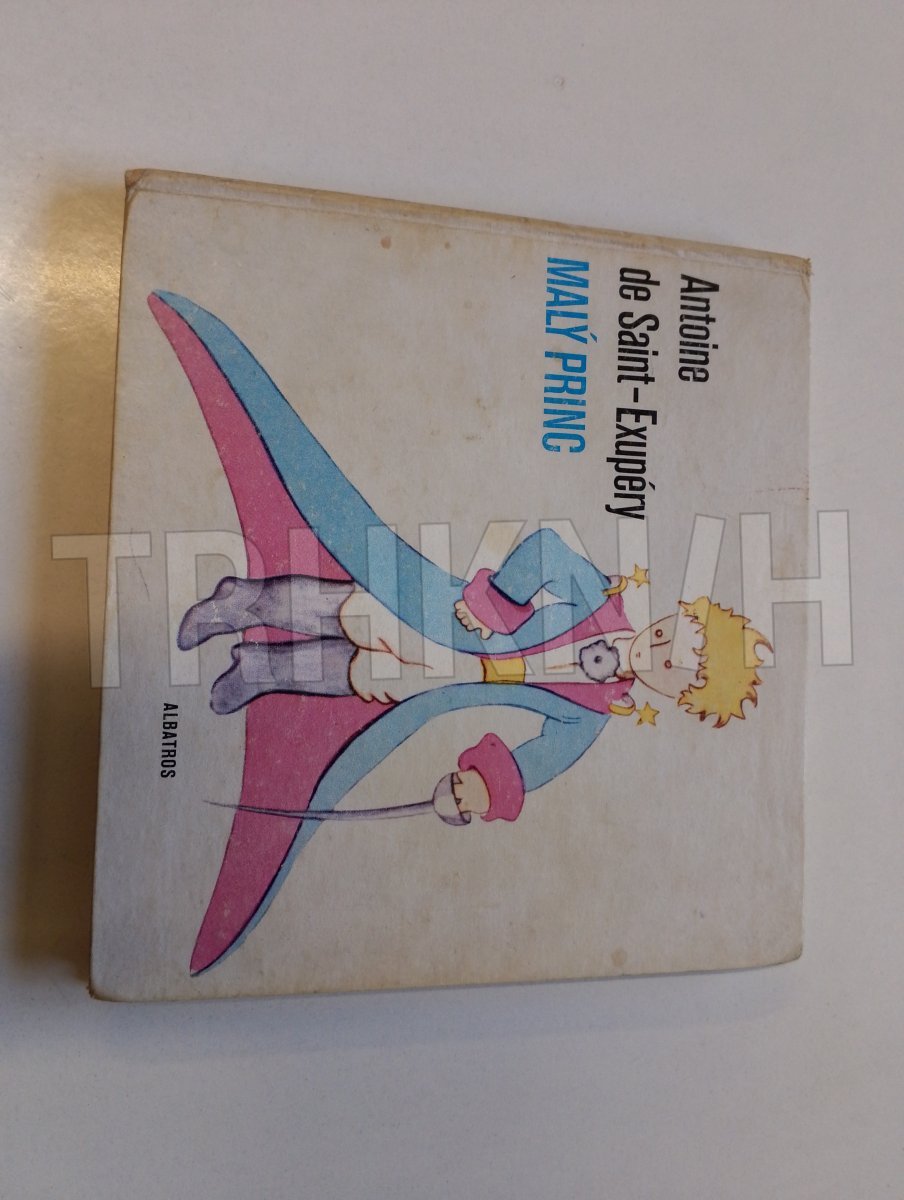 Antoine
de Saint-Exupéry
MALÝ PRINC
ALBATROS
TRHKNIH